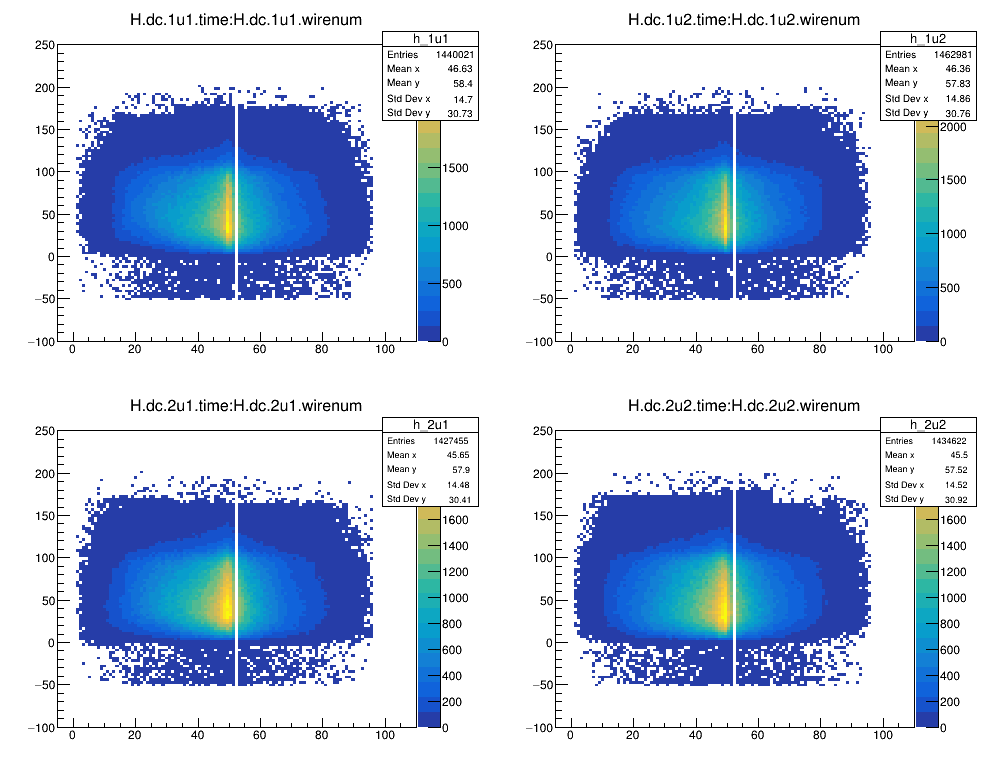 H.dc.1u1.time:H.dc.1u1.wirenum
h_1u1
Entries 1440021
Mean x 46.63
Mean y 58.4
Std Dev x 14.7
Std Dev y 30.73
250
200
150
100
50
0
−50
−100
0 20 40 60 80 100
1500
1000
500
0
H.dc.1u2.time:H.dc.1u2.wirenum
h_1u2
Entries 1462981
Mean x 46.36
Mean y 57.83
Std Dev x 14.86
Std Dev y 30.76
250
200
150
100
50
0
−50
−100
0 20 40 60 80 100
2000
1500
1000
500
0
H.dc.2u1.time:H.dc.2u1.wirenum
h_2u1
Entries 1427455
Mean x 45.65
Mean y 57.9
Std Dev x 14.48
Std Dev y 30.41
250
200
150
100
50
0
−50
−100
0 20 40 60 80 100
1600
1400
1200
1000
800
600
400
200
0
H.dc.2u2.time:H.dc.2u2.wirenum
h_2u2
Entries 1434622
Mean x 45.5
Mean y 57.52
Std Dev x 14.52
Std Dev y 30.92
250
200
150
100
50
0
−50
−100
0 20 40 60 80 100
1600
1400
1200
1000
800
600
400
200
0